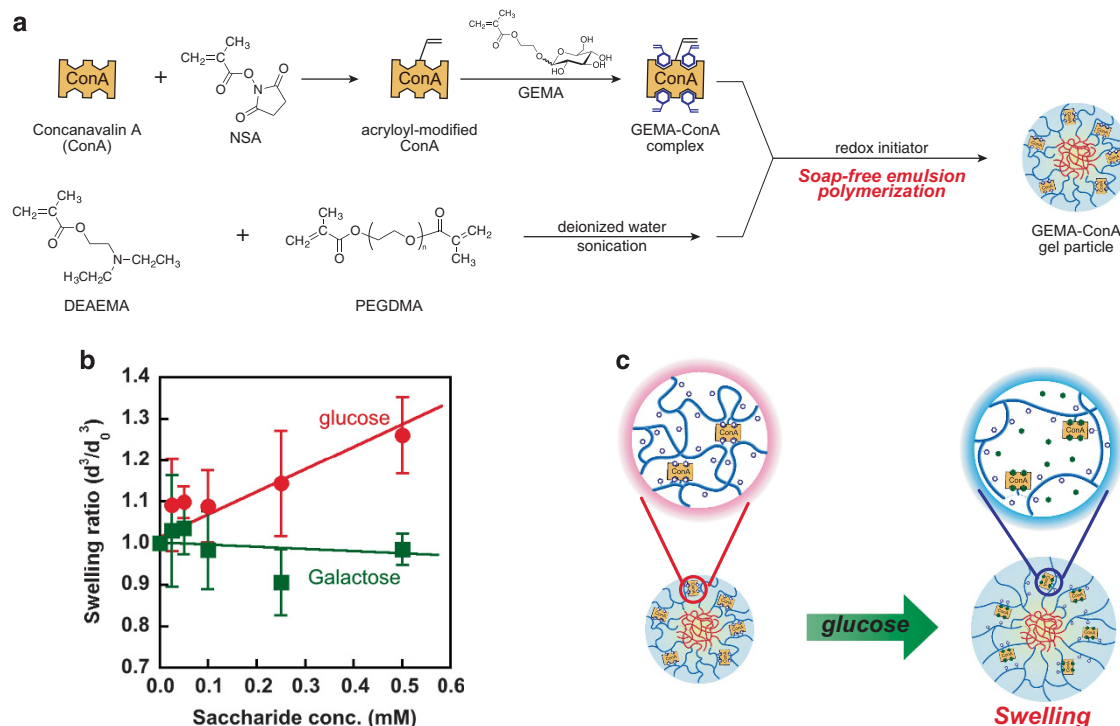 a
ConA
+
CH₂
CH₃
O
O
N
O
O
ConA
GEMA
O
O
O
OH
O
HO
HO
OH
ConA
Concanavalin A
(ConA)
NSA
acryloyl-modified
ConA
GEMA-ConA
complex
redox initiator
Soap-free emulsion
polymerization
GEMA-ConA
gel particle
CH₂
CH₃
O
O
N
CH₂CH₃
H₃CH₂C
DEAEMA
+
CH₃
CH₂
O
O
O
n
O
CH₂
CH₃
PEGDMA
deionized water
sonication
b
Swelling ratio (d³/d₀³)
1.4
1.3
1.2
1.1
1.0
0.9
0.8
0.7
glucose
Galactose
0.0 0.1 0.2 0.3 0.4 0.5 0.6
Saccharide conc. (mM)
c
ConA
ConA
ConA
ConA
glucose
Swelling